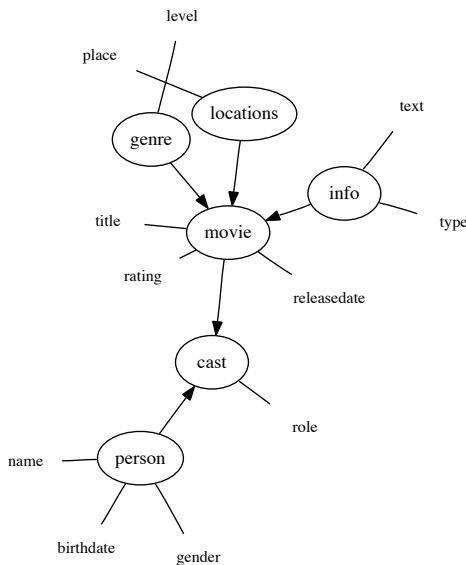 level
place
locations
text
genre
info
title
type
movie
rating
releasedate
cast
role
person
name
birthdate
gender